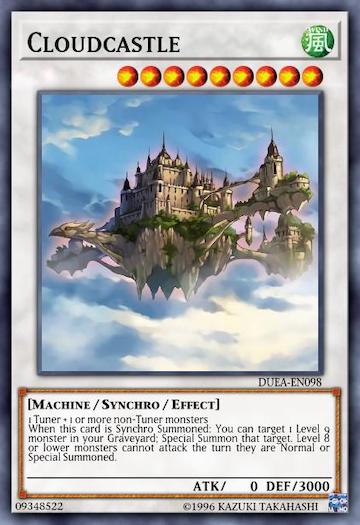 Cloudcastle
風
DUEA-EN098
[Machine / Synchro / Effect]
1 Tuner + 1 or more non-Tuner monsters
When this card is Synchro Summoned: You can target 1 Level 9
monster in your Graveyard; Special Summon that target. Level 8
or lower monsters cannot attack the turn they are Normal or
Special Summoned.
ATK/ 0 DEF/3000
09348522 ©1996 KAZUKI TAKAHASHI